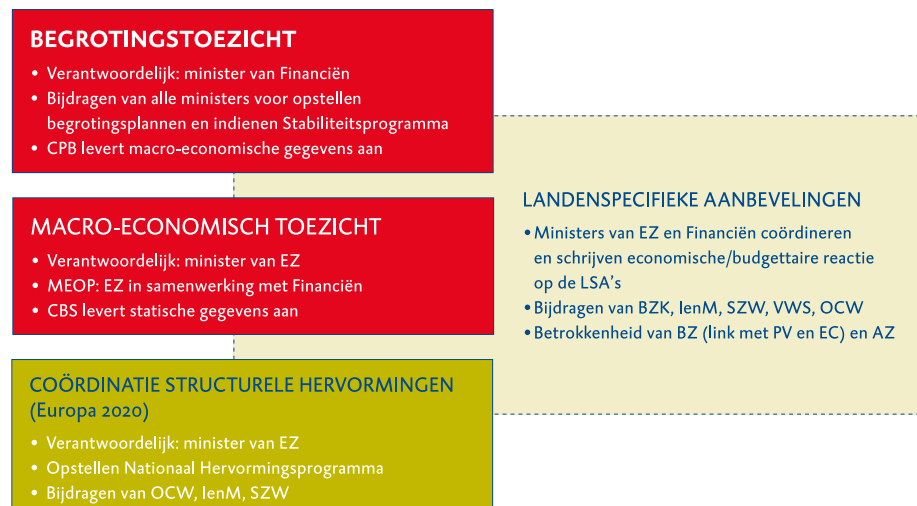 BEGROTINGSTOEZICHT
• Verantwoordelijk: minister van Financiën
• Bijdragen van alle ministers voor opstellen
begrotingsplannen en indienen Stabiliteitsprogramma
• CPB levert macro-economische gegevens aan
MACRO-ECONOMISCH TOEZICHT
• Verantwoordelijk: minister van EZ
• MEOP: EZ in samenwerking met Financiën
• CBS levert statische gegevens aan
COÖRDINATIE STRUCTURELE HERVORMINGEN
(Europa 2020)
• Verantwoordelijk: minister van EZ
• Opstellen Nationaal Hervormingsprogramma
• Bijdragen van OCW, IenM, SZW
LANDENSPECIFIEKE AANBEVELINGEN
• Ministers van EZ en Financiën coördineren
en schrijven economische/budgettaire reactie
op de LSA’s
• Bijdragen van BZK, IenM, SZW, VWS, OCW
• Betrokkenheid van BZ (link met PV en EC) en AZ